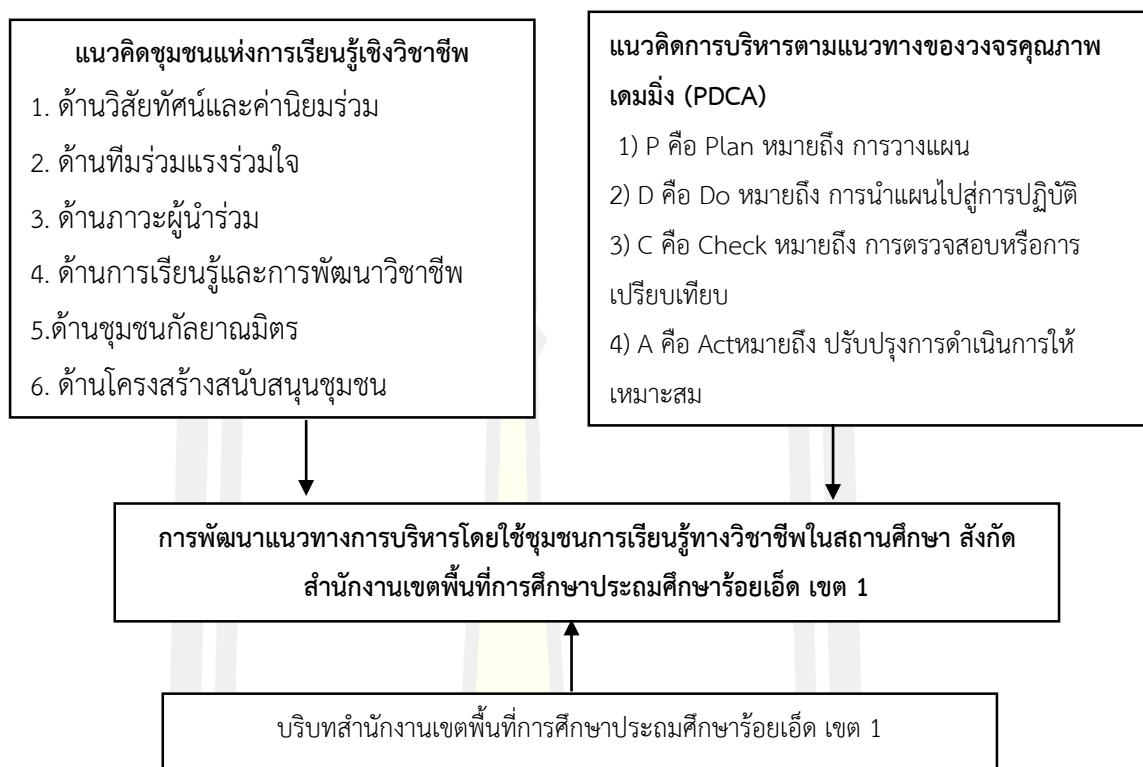 แนวคิดชุมชนแห่งการเรียนรู้เชิงวิชาชีพ
1. ด้านวิสัยทัศน์และค่านิยมร่วม
2. ด้านทีมร่วมแรงร่วมใจ
3. ด้านภาวะผู้นำร่วม
4. ด้านการเรียนรู้และการพัฒนาวิชาชีพ
5.ด้านชุมชนกัลยาณมิตร
6. ด้านโครงสร้างสนับสนุนชุมชน
แนวคิดการบริหารตามแนวทางของวงจรคุณภาพ
เดมมิ่ง (PDCA)
1) P คือ Plan หมายถึง การวางแผน
2) D คือ Do หมายถึง การนำแผนไปสู่การปฏิบัติ
3) C คือ Check หมายถึง การตรวจสอบหรือการ
เปรียบเทียบ
4) A คือ Actหมายถึง ปรับปรุงการดำเนินการให้
เหมาะสม
การพัฒนาแนวทางการบริหารโดยใช้ชุมชนการเรียนรู้ทางวิชาชีพในสถานศึกษา สังกัด
สำนักงานเขตพื้นที่การศึกษาประถมศึกษาร้อยเอ็ด เขต 1
บริบทสำนักงานเขตพื้นที่การศึกษาประถมศึกษาร้อยเอ็ด เขต 1